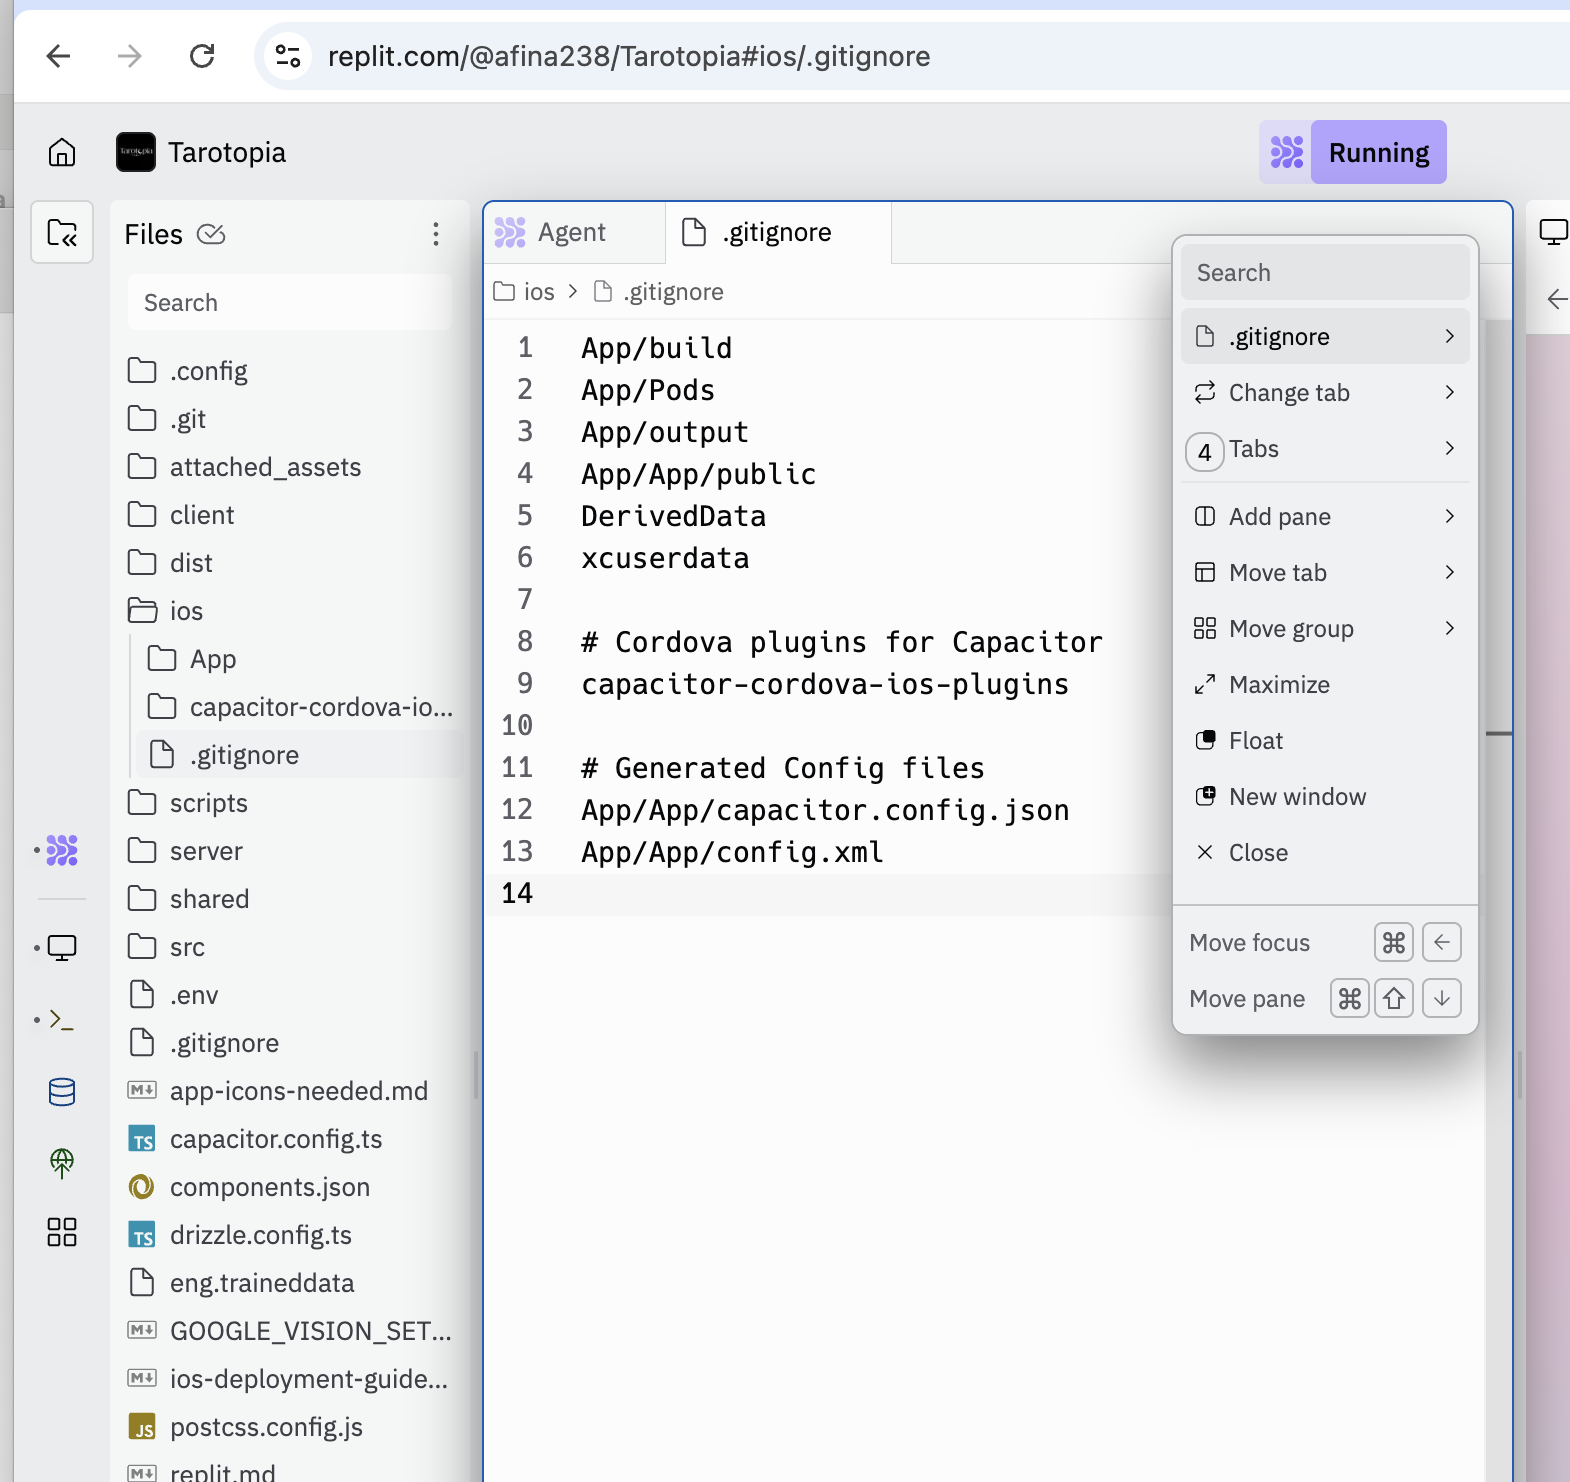 replit.com/@afina238/Tarotopia#ios/.gitignore
Tarotopia
Tarotopia
Running
Files
Search
.config
.git
attached_assets
client
dist
ios
App
capacitor-cordova-io...
.gitignore
scripts
server
shared
src
.env
.gitignore
app-icons-needed.md
TS capacitor.config.ts
components.json
TS drizzle.config.ts
eng.traineddata
GOOGLE_VISION_SET...
ios-deployment-guide...
JS postcss.config.js
replit.md
Agent
.gitignore
ios > .gitignore
1 App/build
2 App/Pods
3 App/output
4 App/App/public
5 DerivedData
6 xcuserdata
7
8 # Cordova plugins for Capacitor
9 capacitor-cordova-ios-plugins
10
11 # Generated Config files
12 App/App/capacitor.config.json
13 App/App/config.xml
14
Search
.gitignore
Change tab
4 Tabs
Add pane
Move tab
Move group
Maximize
Float
New window
Close
Move focus ⌘ ←
Move pane ⌘ ⇧ ↓